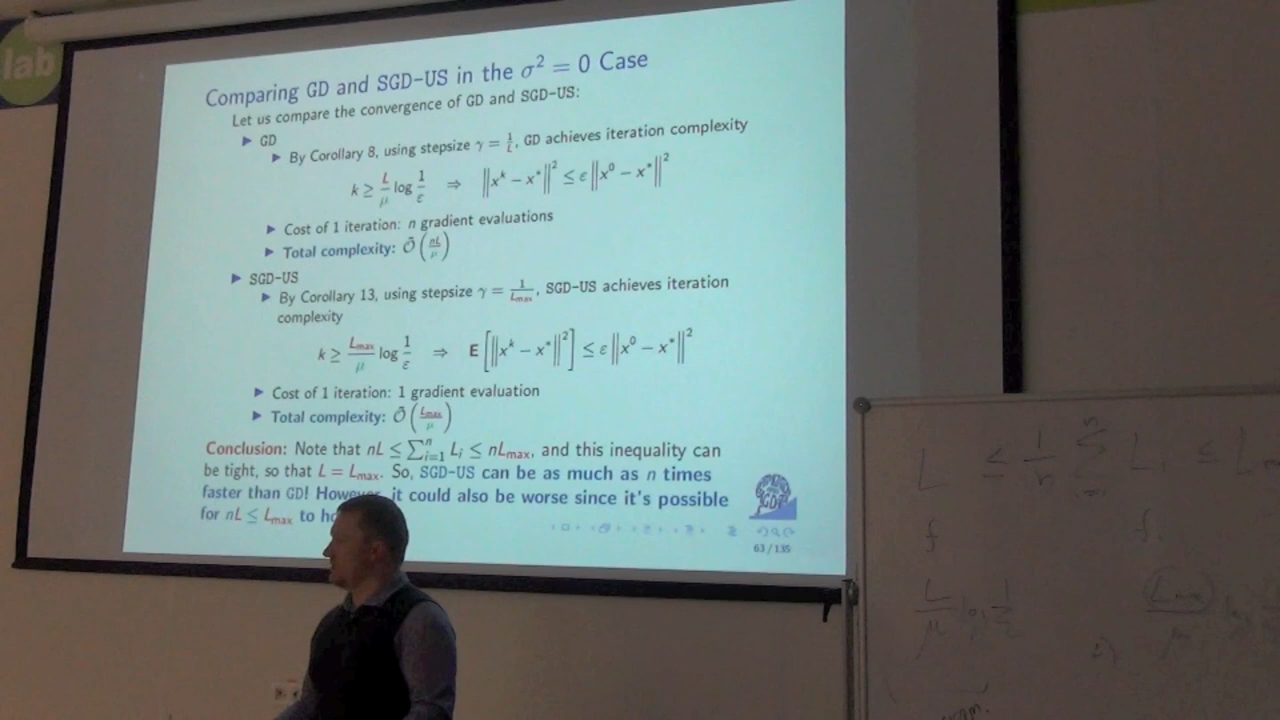 lab
Comparing GD and SGD-US in the σ² = 0 Case
Let us compare the convergence of GD and SGD-US:
▶ GD
▶ By Corollary 8, using stepsize γ = 1/L, GD achieves iteration complexity
k ≥ L/μ log 1/ε ⇒ ‖x^k − x*‖² ≤ ε‖x⁰ − x*‖²
▶ Cost of 1 iteration: n gradient evaluations
▶ Total complexity: Õ(nL/μ)
▶ SGD-US
▶ By Corollary 13, using stepsize γ = 1/L_max, SGD-US achieves iteration
complexity
k ≥ L_max/μ log 1/ε ⇒ E[‖x^k − x*‖²] ≤ ε‖x⁰ − x*‖²
▶ Cost of 1 iteration: 1 gradient evaluation
▶ Total complexity: Õ(L_max/μ)
Conclusion: Note that nL ≤ ∑ⁿᵢ₌₁ Lᵢ ≤ nL_max, and this inequality can
be tight, so that L = L_max. So, SGD-US can be as much as n times
faster than GD! However, it could also be worse since it's possible
for nL ≤ L_max to
63 / 135
L ≤ 1/n ∑ Lᵢ ≤
f
L/μ log